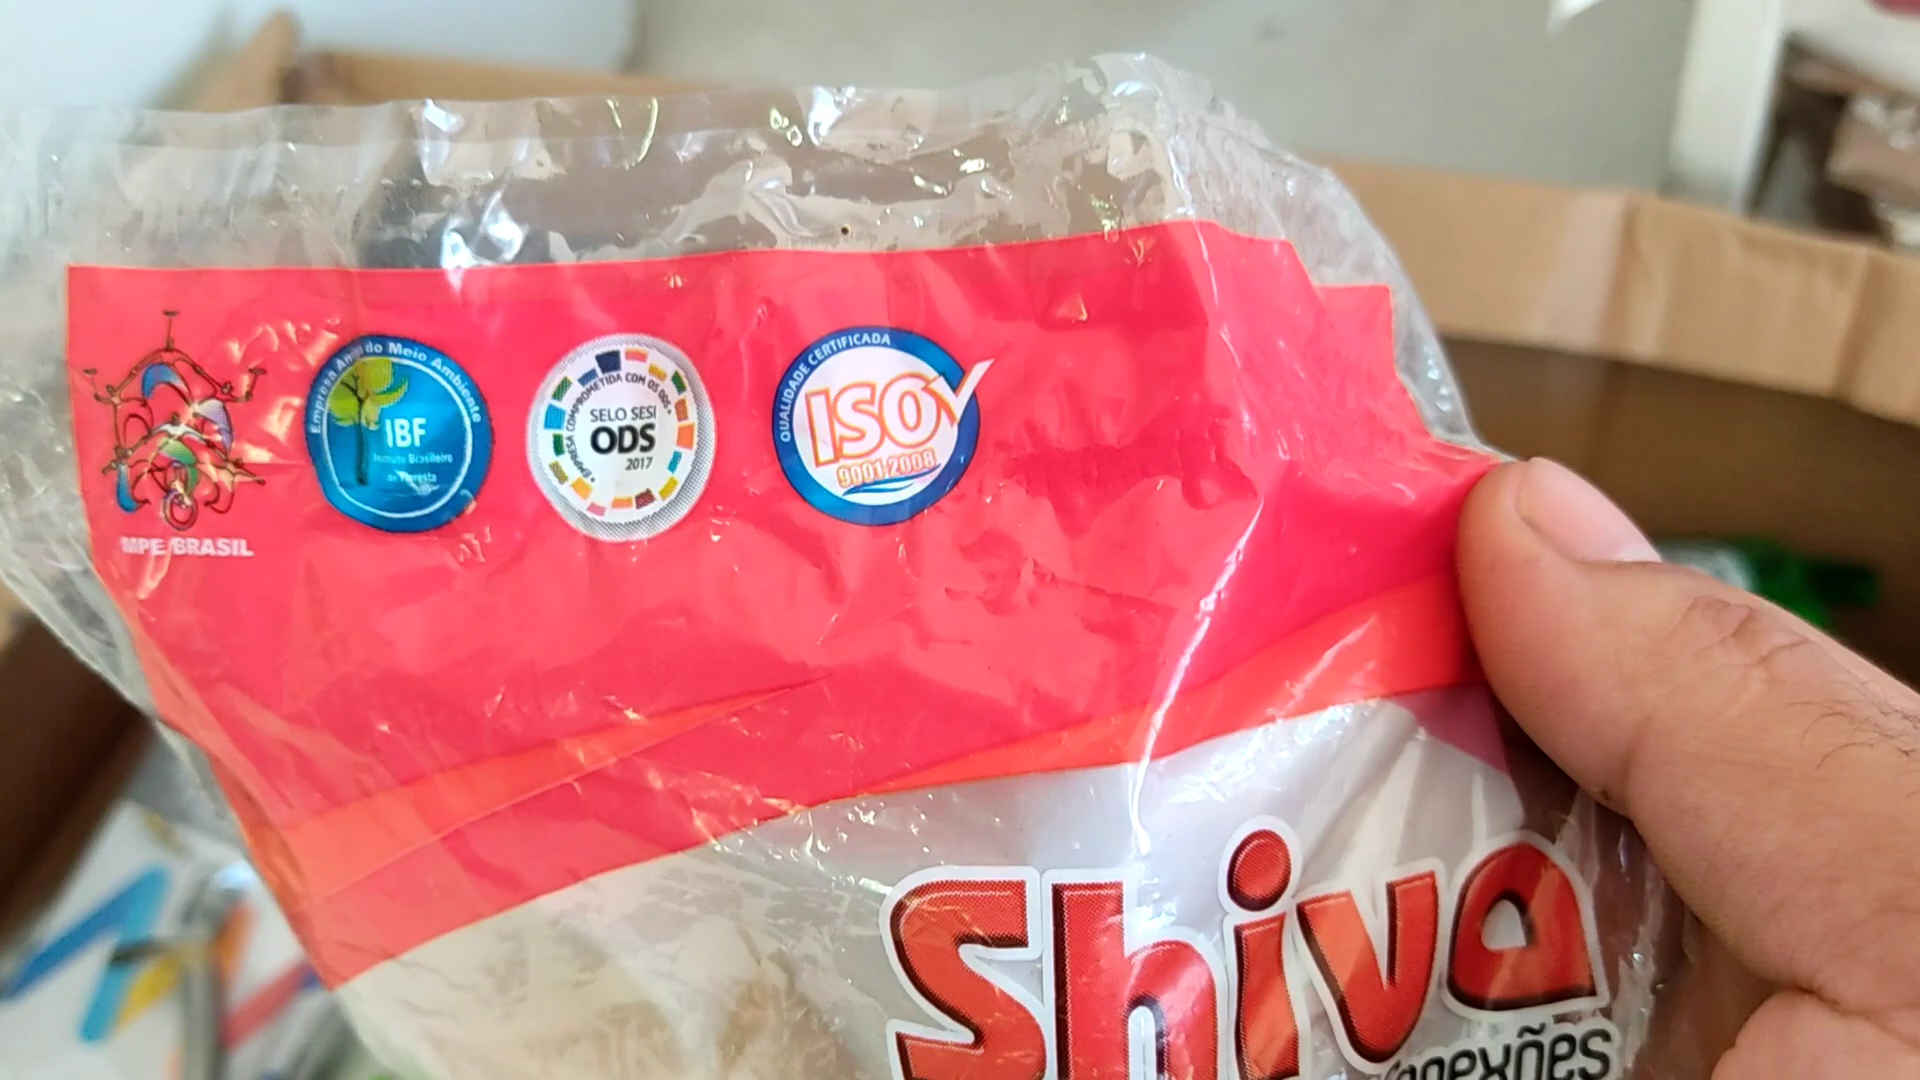 MPE BRASIL
Empresa Amiga do Meio Ambiente
IBF
Instituto Brasileiro
de Floresta
EMPRESA COMPROMETIDA COM OS ODS
SELO SESI
ODS
2017
QUALIDADE CERTIFICADA
ISO
9001.2008
Shiva
conexões